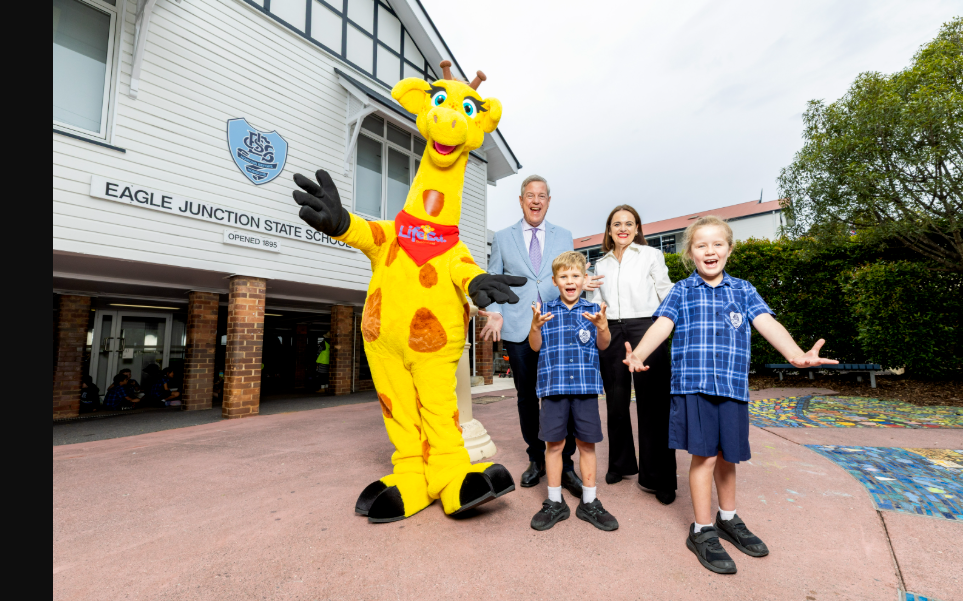 EAGLE JUNCTION STATE SCHOOL
OPENED 1895
Life Ed.